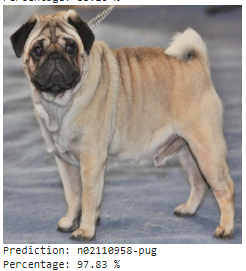 Prediction: n02110958-pug
Percentage: 97.83 %